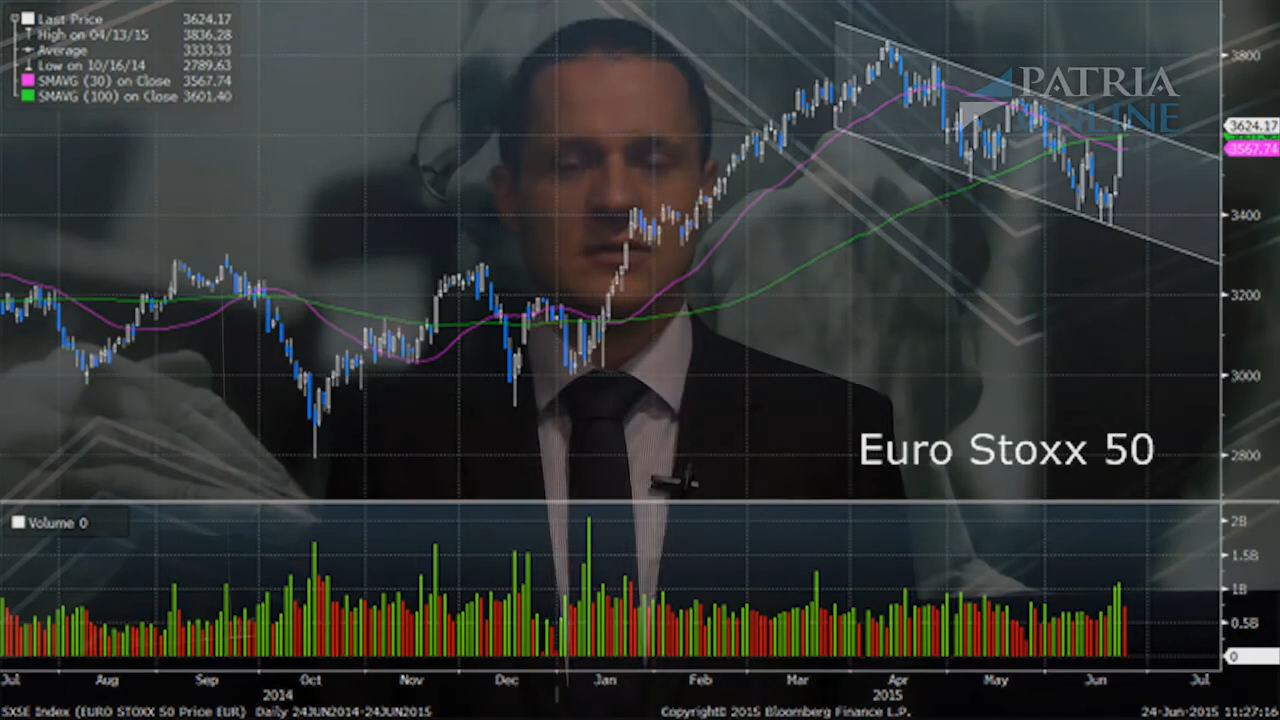 Last Price 3624.17
High on 04/13/15 3836.28
Average 3333.33
Low on 10/16/14 2789.63
SMAVG (30) on Close 3567.74
SMAVG (100) on Close 3601.40
PATRIA
ONLINE
3800
3624.17
3567.74
3400
3200
3000
2800
Euro Stoxx 50
Volume 0
2B
1.5B
1B
0.5B
0
Jul Aug Sep Oct Nov Dec Jan Feb Mar Apr May Jun Jul
2014 2015
SX5E Index (EURO STOXX 50 Price EUR) Daily 24JUN2014-24JUN2015 Copyright© 2015 Bloomberg Finance L.P. 24-Jun-2015 11:27:16